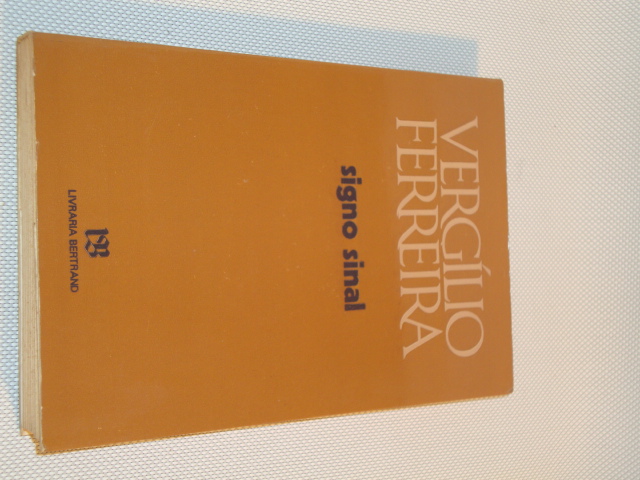 VERGÍLIO
FERREIRA
signo sinal
LIVRARIA BERTRAND